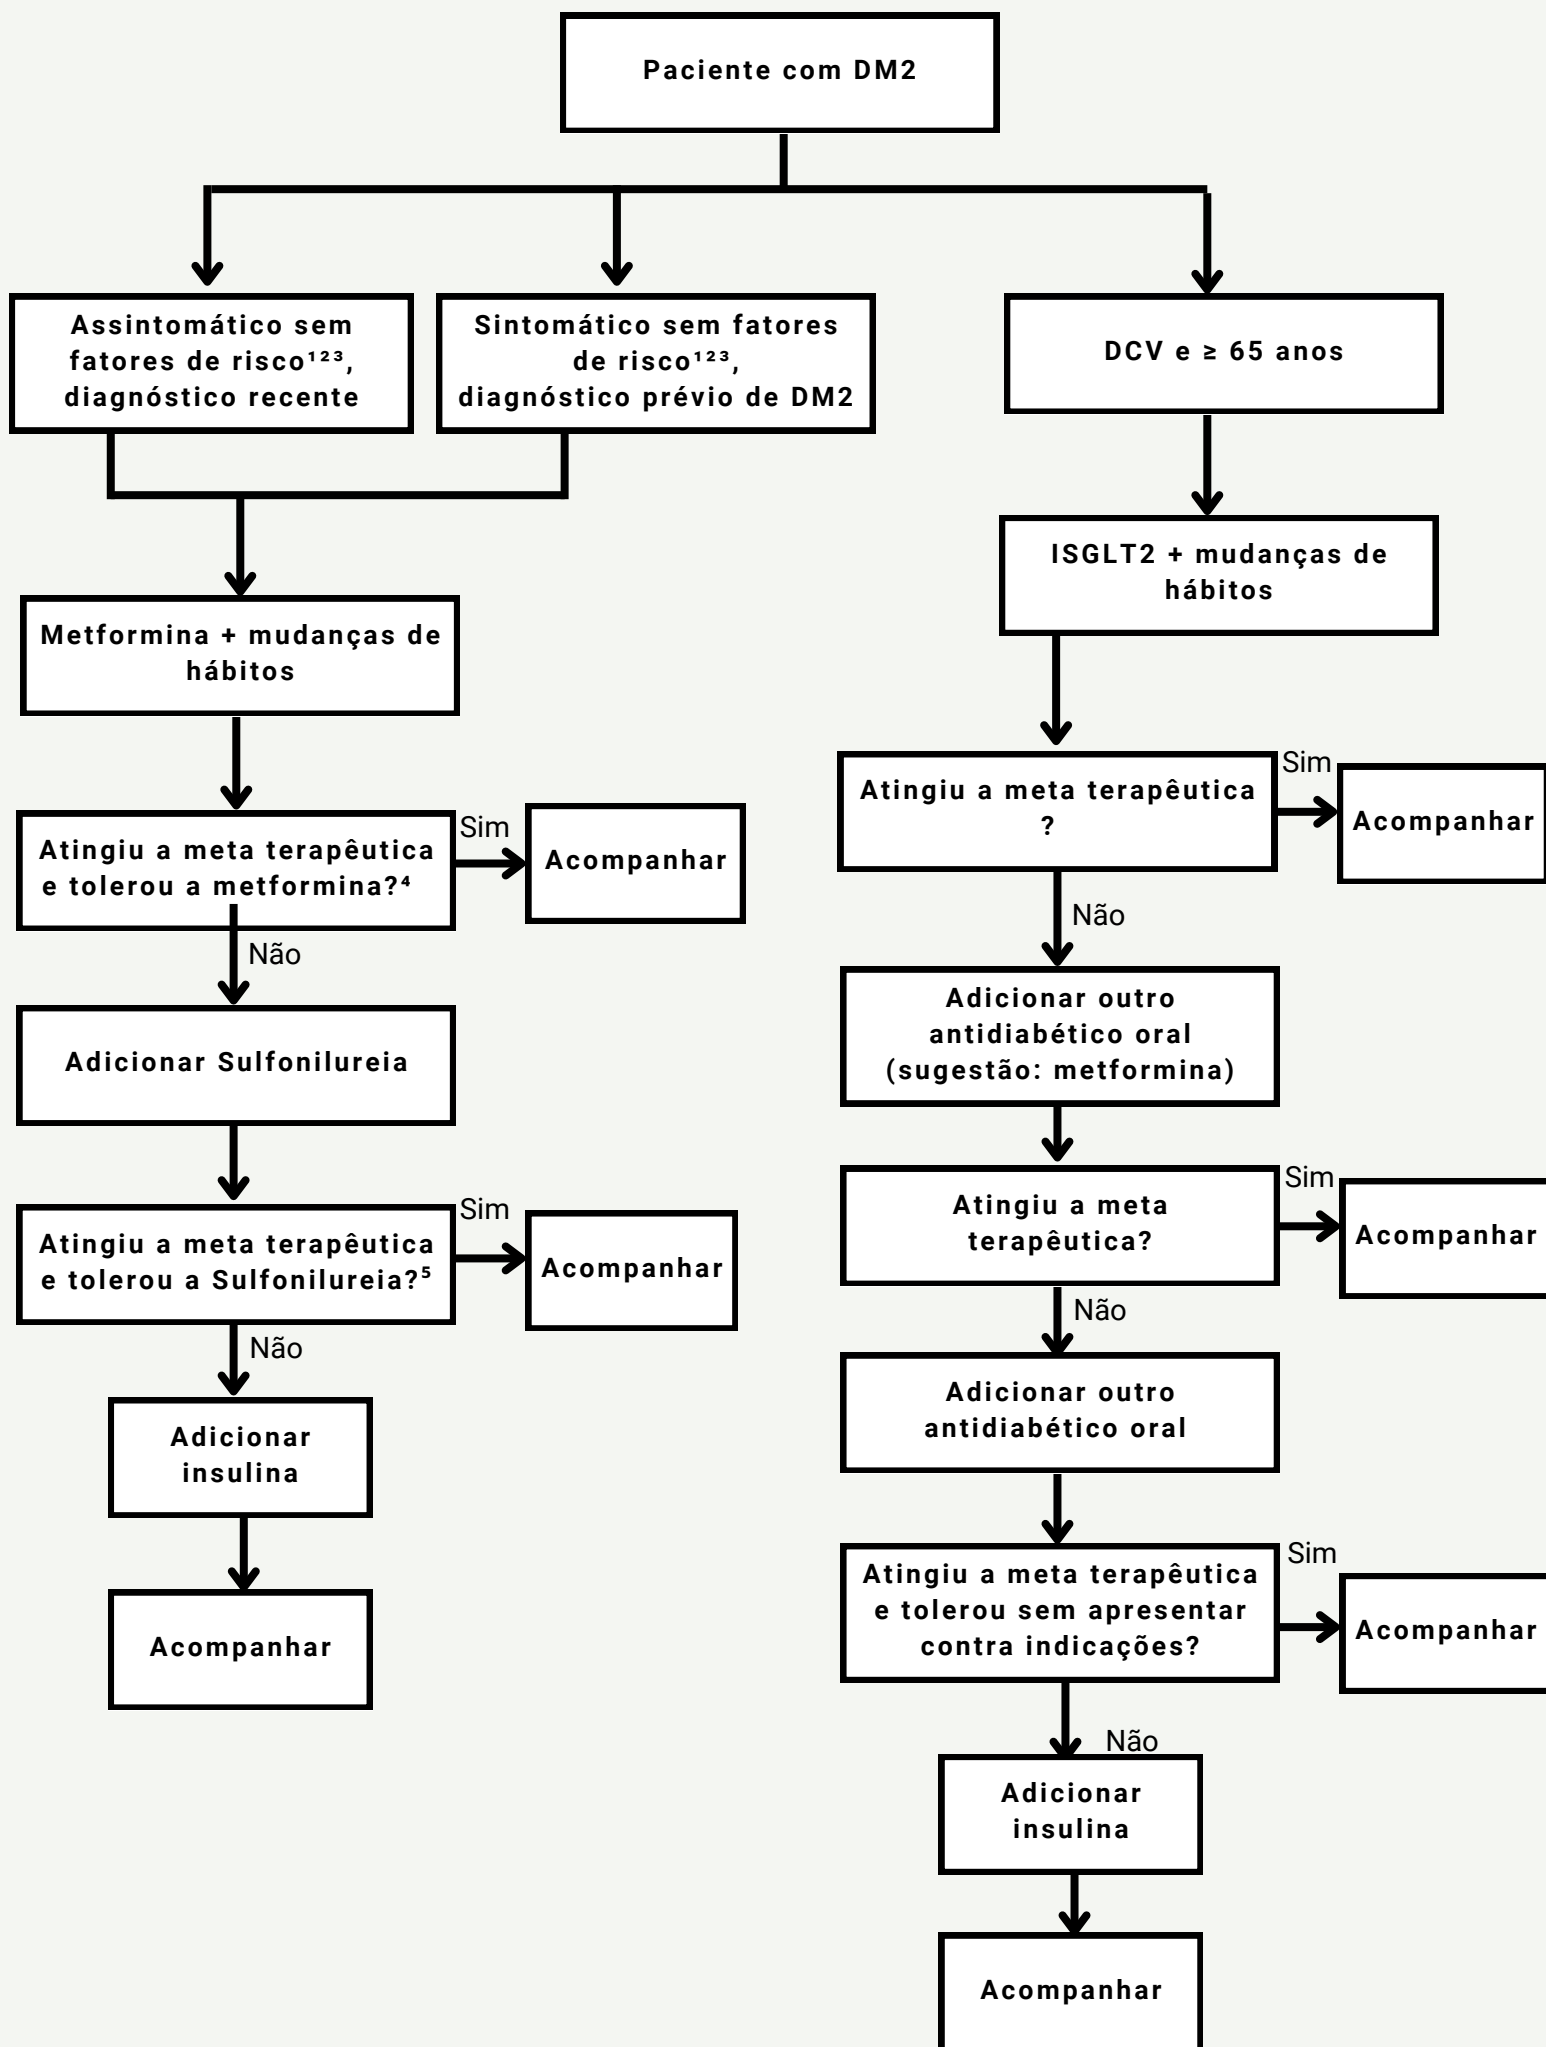 Paciente com DM2
Assintomático sem
fatores de risco¹²³,
diagnóstico recente
Sintomático sem fatores
de risco¹²³,
diagnóstico prévio de DM2
DCV e ≥ 65 anos
ISGLT2 + mudanças de
hábitos
Metformina + mudanças de
hábitos
Atingiu a meta terapêutica
?
Sim
Acompanhar
Atingiu a meta terapêutica
e tolerou a metformina?⁴
Sim
Acompanhar
Não
Não
Adicionar outro
antidiabético oral
(sugestão: metformina)
Adicionar Sulfonilureia
Atingiu a meta
terapêutica?
Sim
Acompanhar
Atingiu a meta terapêutica
e tolerou a Sulfonilureia?⁵
Sim
Acompanhar
Não
Não
Adicionar outro
antidiabético oral
Adicionar
insulina
Atingiu a meta terapêutica
e tolerou sem apresentar
contra indicações?
Sim
Acompanhar
Acompanhar
Não
Adicionar
insulina
Acompanhar